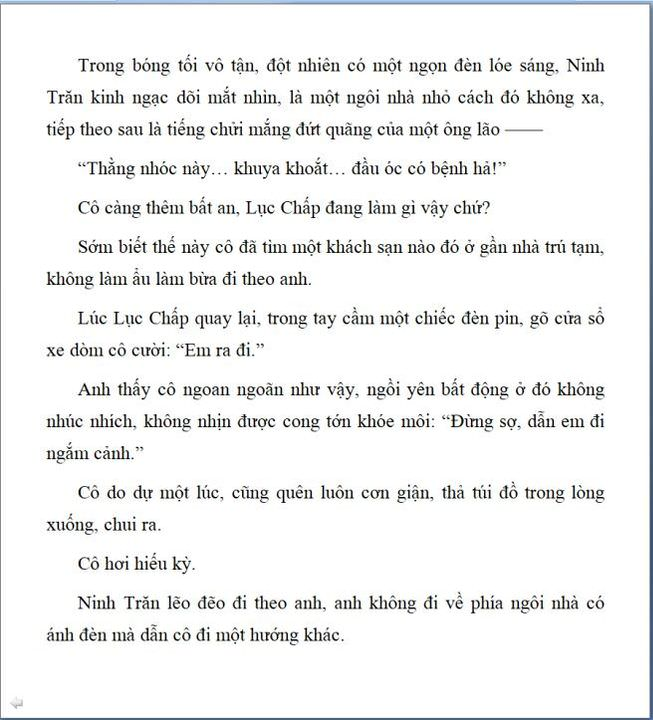 Trong bóng tối vô tận, đột nhiên có một ngọn đèn lóe sáng, Ninh
Trăn kinh ngạc dõi mắt nhìn, là một ngôi nhà nhỏ cách đó không xa,
tiếp theo sau là tiếng chửi mắng đứt quãng của một ông lão ——
“Thằng nhóc này… khuya khoắt… đầu óc có bệnh hả!”
Cô càng thêm bất an, Lục Chấp đang làm gì vậy chứ?
Sớm biết thế này cô đã tìm một khách sạn nào đó ở gần nhà trú tạm,
không làm ẩu làm bừa đi theo anh.
Lúc Lục Chấp quay lại, trong tay cầm một chiếc đèn pin, gõ cửa sổ
xe dòm cô cười: “Em ra đi.”
Anh thấy cô ngoan ngoãn như vậy, ngồi yên bất động ở đó không
nhúc nhích, không nhịn được cong tớn khóe môi: “Đừng sợ, dẫn em đi
ngắm cảnh.”
Cô do dự một lúc, cũng quên luôn cơn giận, thả túi đồ trong lòng
xuống, chui ra.
Cô hơi hiếu kỳ.
Ninh Trăn lẽo đẽo đi theo anh, anh không đi về phía ngôi nhà có
ánh đèn mà dẫn cô đi một hướng khác.